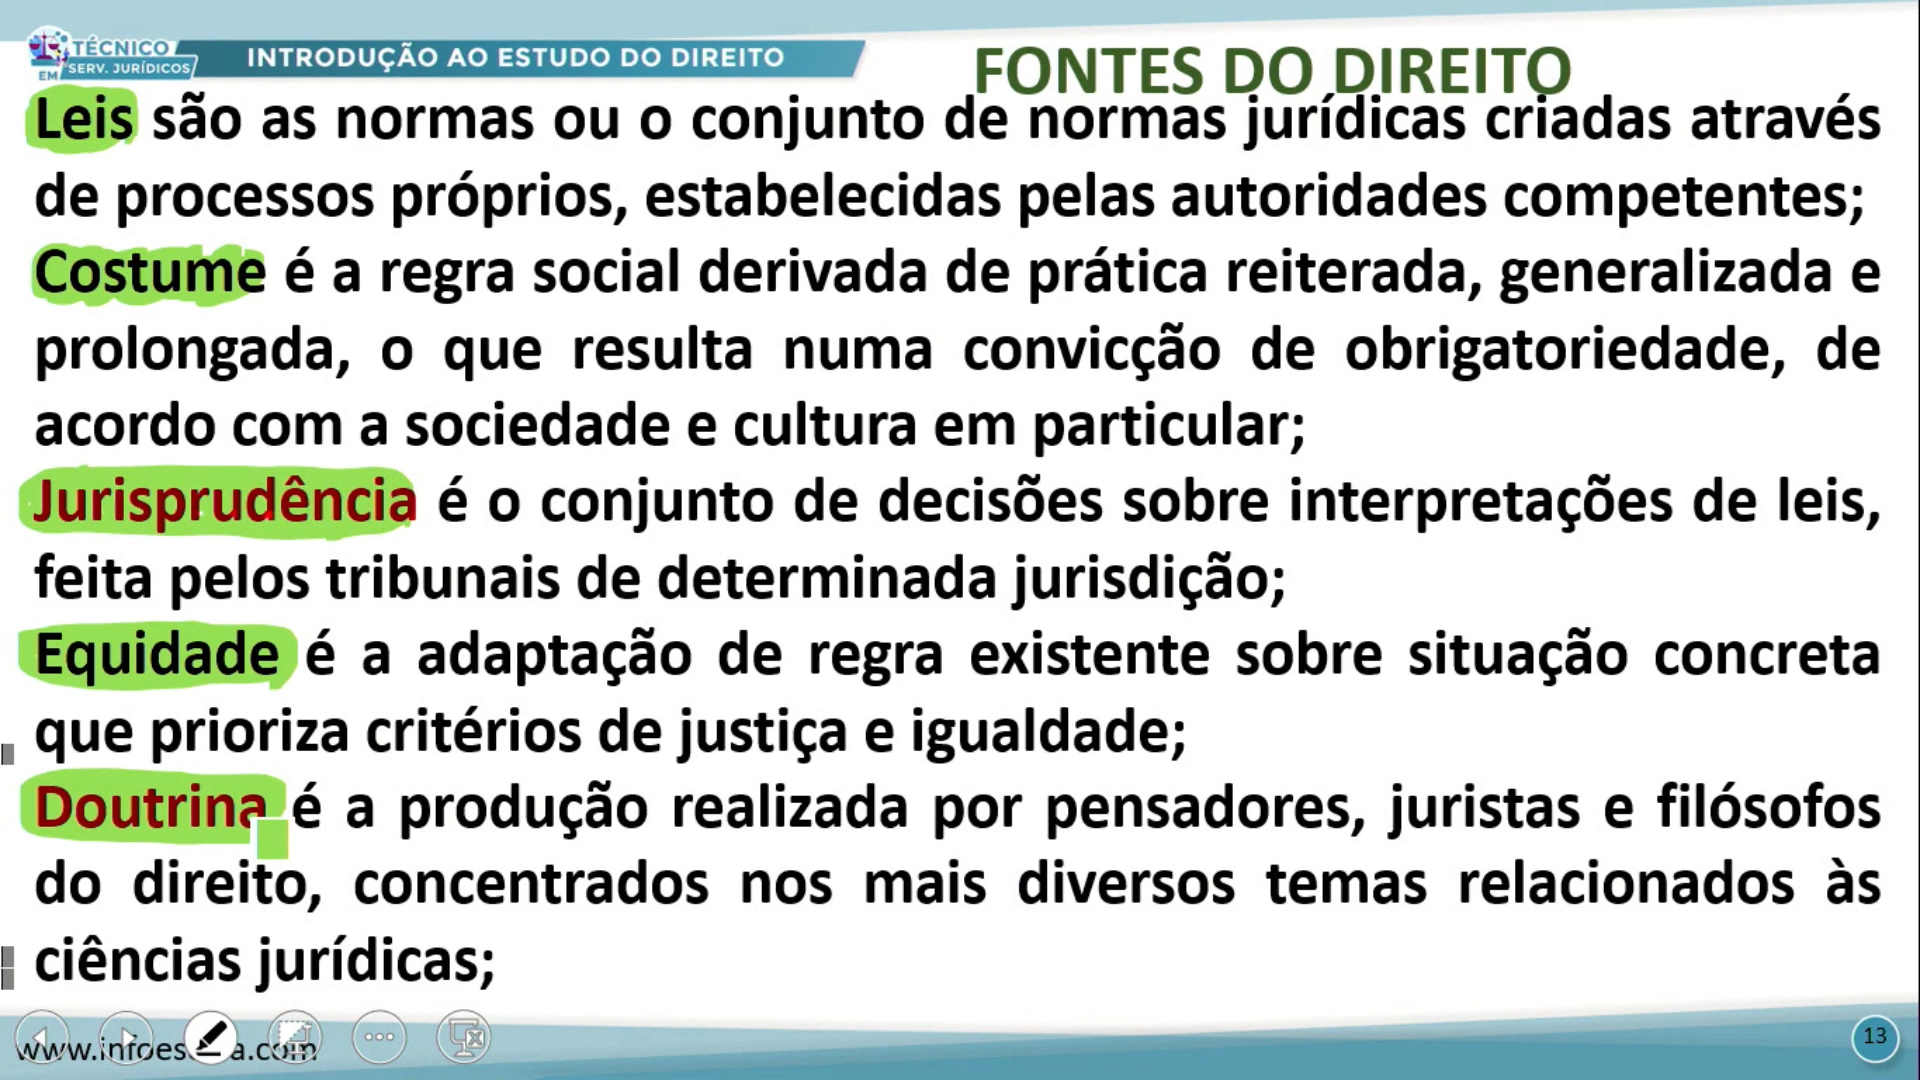 TÉCNICO
EM SERV. JURÍDICOS
INTRODUÇÃO AO ESTUDO DO DIREITO
FONTES DO DIREITO
Leis são as normas ou o conjunto de normas jurídicas criadas através
de processos próprios, estabelecidas pelas autoridades competentes;
Costume é a regra social derivada de prática reiterada, generalizada e
prolongada, o que resulta numa convicção de obrigatoriedade, de
acordo com a sociedade e cultura em particular;
Jurisprudência é o conjunto de decisões sobre interpretações de leis,
feita pelos tribunais de determinada jurisdição;
Equidade é a adaptação de regra existente sobre situação concreta
que prioriza critérios de justiça e igualdade;
Doutrina é a produção realizada por pensadores, juristas e filósofos
do direito, concentrados nos mais diversos temas relacionados às
ciências jurídicas;
13